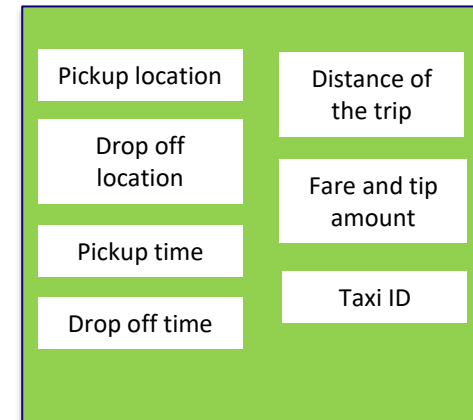 Pickup location
Drop off
location
Pickup time
Drop off time
Distance of
the trip
Fare and tip
amount
Taxi ID